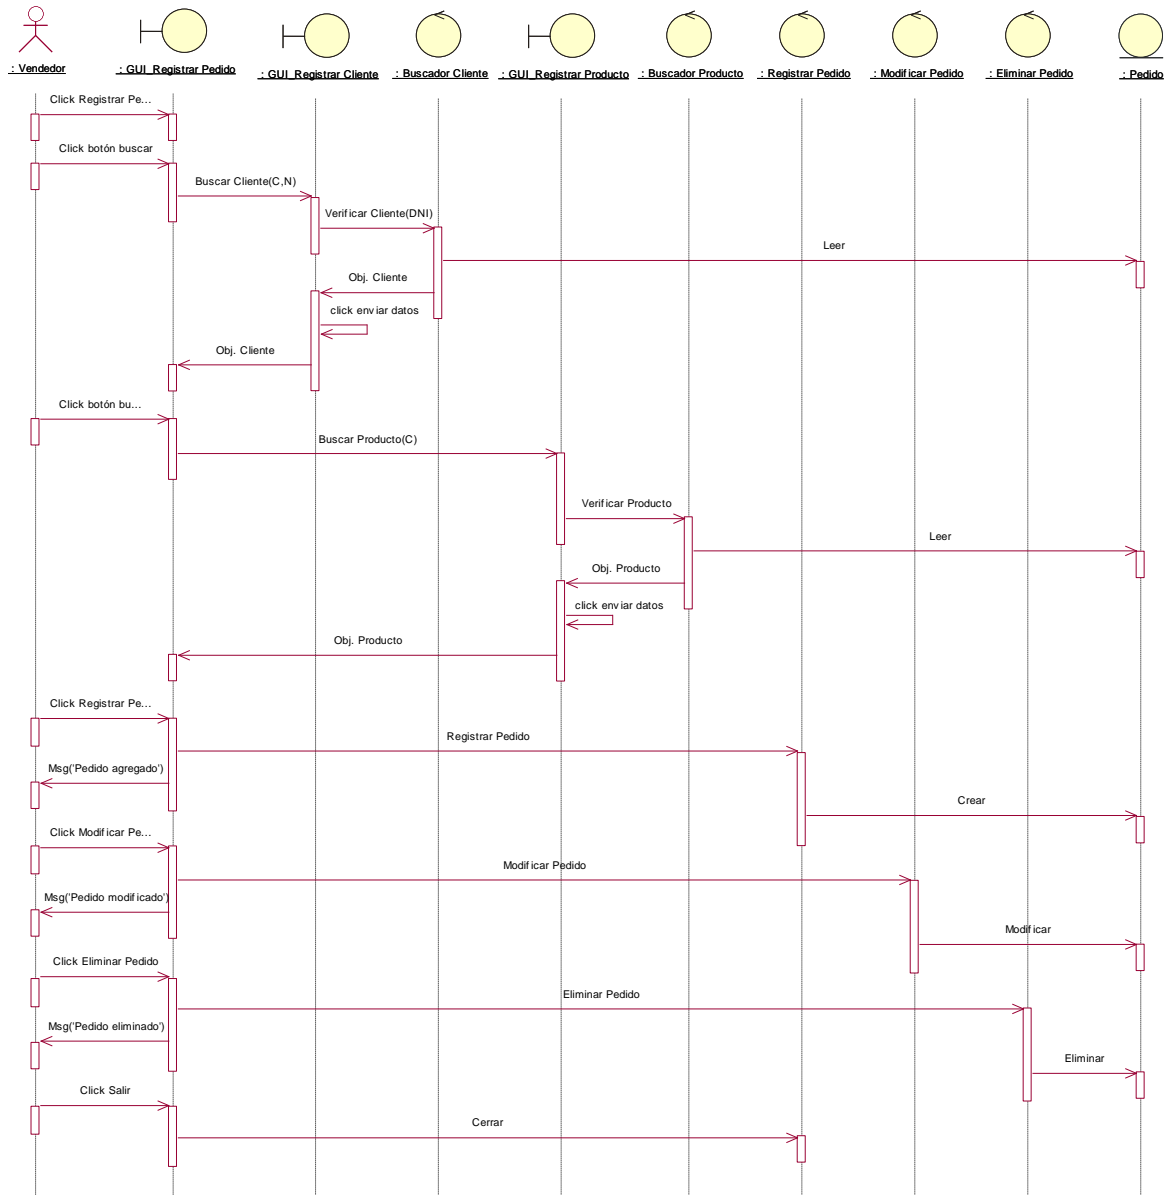 : Vendedor
: GUI_Registrar Pedido
: GUI_Registrar Cliente
: Buscador Cliente
: GUI_Registrar Producto
: Buscador Producto
: Registrar Pedido
: Modificar Pedido
: Eliminar Pedido
: Pedido
Click Registrar Pe...
Click botón buscar
Buscar Cliente(C,N)
Verificar Cliente(DNI)
Leer
Obj. Cliente
click enviar datos
Obj. Cliente
Click botón bu...
Buscar Producto(C)
Verificar Producto
Leer
Obj. Producto
click enviar datos
Obj. Producto
Click Registrar Pe...
Registrar Pedido
Msg('Pedido agregado')
Crear
Click Modificar Pe...
Modificar Pedido
Msg('Pedido modificado')
Modificar
Click Eliminar Pedido
Eliminar Pedido
Msg('Pedido eliminado')
Eliminar
Click Salir
Cerrar